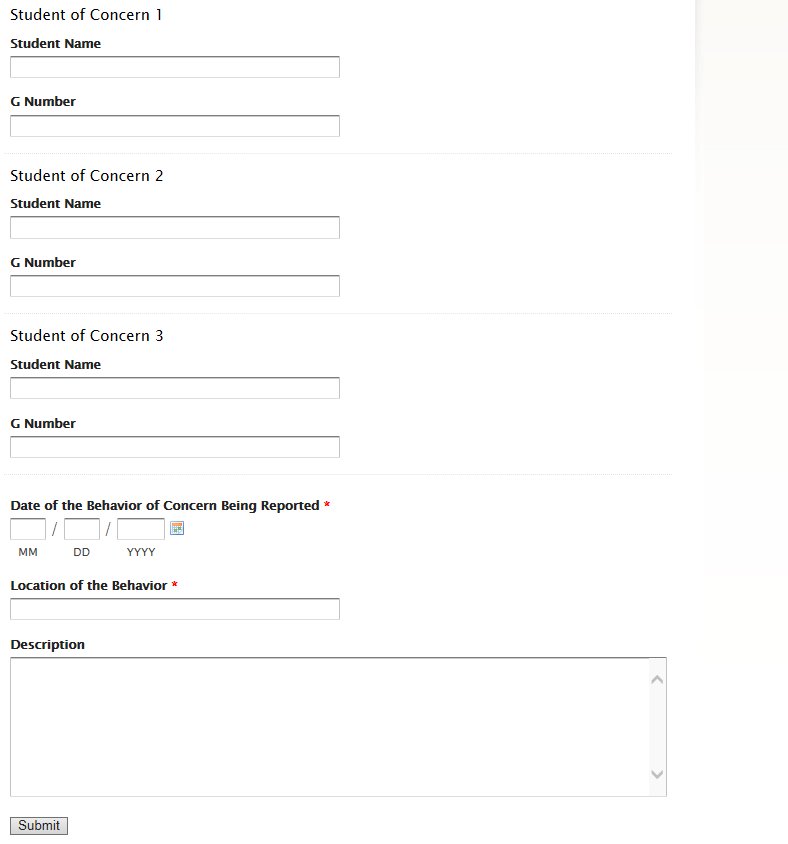 Student of Concern 1
Student Name
G Number
Student of Concern 2
Student Name
G Number
Student of Concern 3
Student Name
G Number
Date of the Behavior of Concern Being Reported *
/ /
MM DD YYYY
Location of the Behavior *
Description
Submit